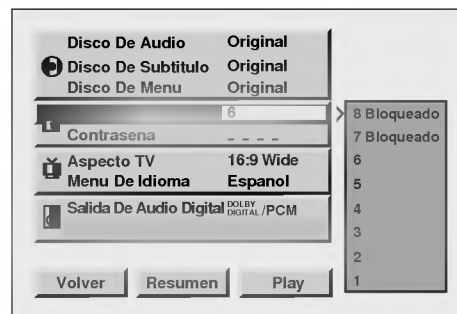 Disco De Audio Original
Disco De Subtitulo Original
Disco De Menu Original
6
Contrasena _ _ _ _
Aspecto TV 16:9 Wide
Menu De Idioma Espanol
Salida De Audio Digital DOLBY DIGITAL /PCM
8 Bloqueado
7 Bloqueado
6
5
4
3
2
1
Volver Resumen Play